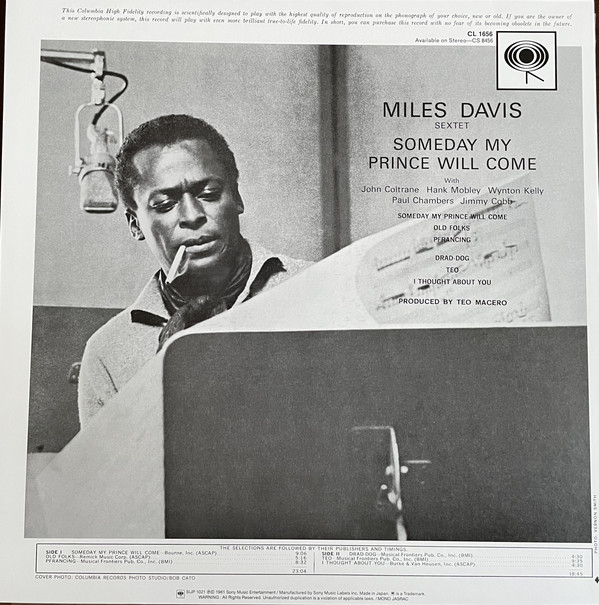 This Columbia High Fidelity recording is scientifically designed to play with the highest quality of reproduction on the phonograph of your choice, new or old. If you are the owner of
a new stereophonic system, this record will play with even more brilliant true-to-life fidelity. In short, you can purchase this record with no fear of its becoming obsolete in the future.
CL 1656
Available on Stereo—CS 8456
MILES DAVIS
SEXTET
SOMEDAY MY
PRINCE WILL COME
With
John Coltrane Hank Mobley Wynton Kelly
Paul Chambers Jimmy Cobb
SOMEDAY MY PRINCE WILL COME
OLD FOLKS
PFRANCING
DRAD-DOG
TEO
I THOUGHT ABOUT YOU
PRODUCED BY TEO MACERO
THE SELECTIONS ARE FOLLOWED BY THEIR PUBLISHERS AND TIMINGS.
SIDE I SOMEDAY MY PRINCE WILL COME—Bourne, Inc. (ASCAP) 9:06
OLD FOLKS—Remick Music Corp. (ASCAP) 5:16
PFRANCING—Musical Frontiers Pub. Co., Inc. (BMI) 8:32
23:04
SIDE II DRAD-DOG—Musical Frontiers Pub. Co., Inc. (BMI) 4:30
TEO—Musical Frontiers Pub. Co., Inc. (BMI) 9:35
I THOUGHT ABOUT YOU—Burke & Van Heusen, Inc. (ASCAP) 4:30
18:45
COVER PHOTO: COLUMBIA RECORDS PHOTO STUDIO/BOB CATO
PHOTO: VERNON SMITH
SIJP 1021 ℗© 1961 Sony Music Entertainment / Manufactured by Sony Music Labels Inc. Made in Japan. is a Trademark.
WARNING: All Rights Reserved. Unauthorized duplication is a violation of applicable laws. / MONO JASRAC